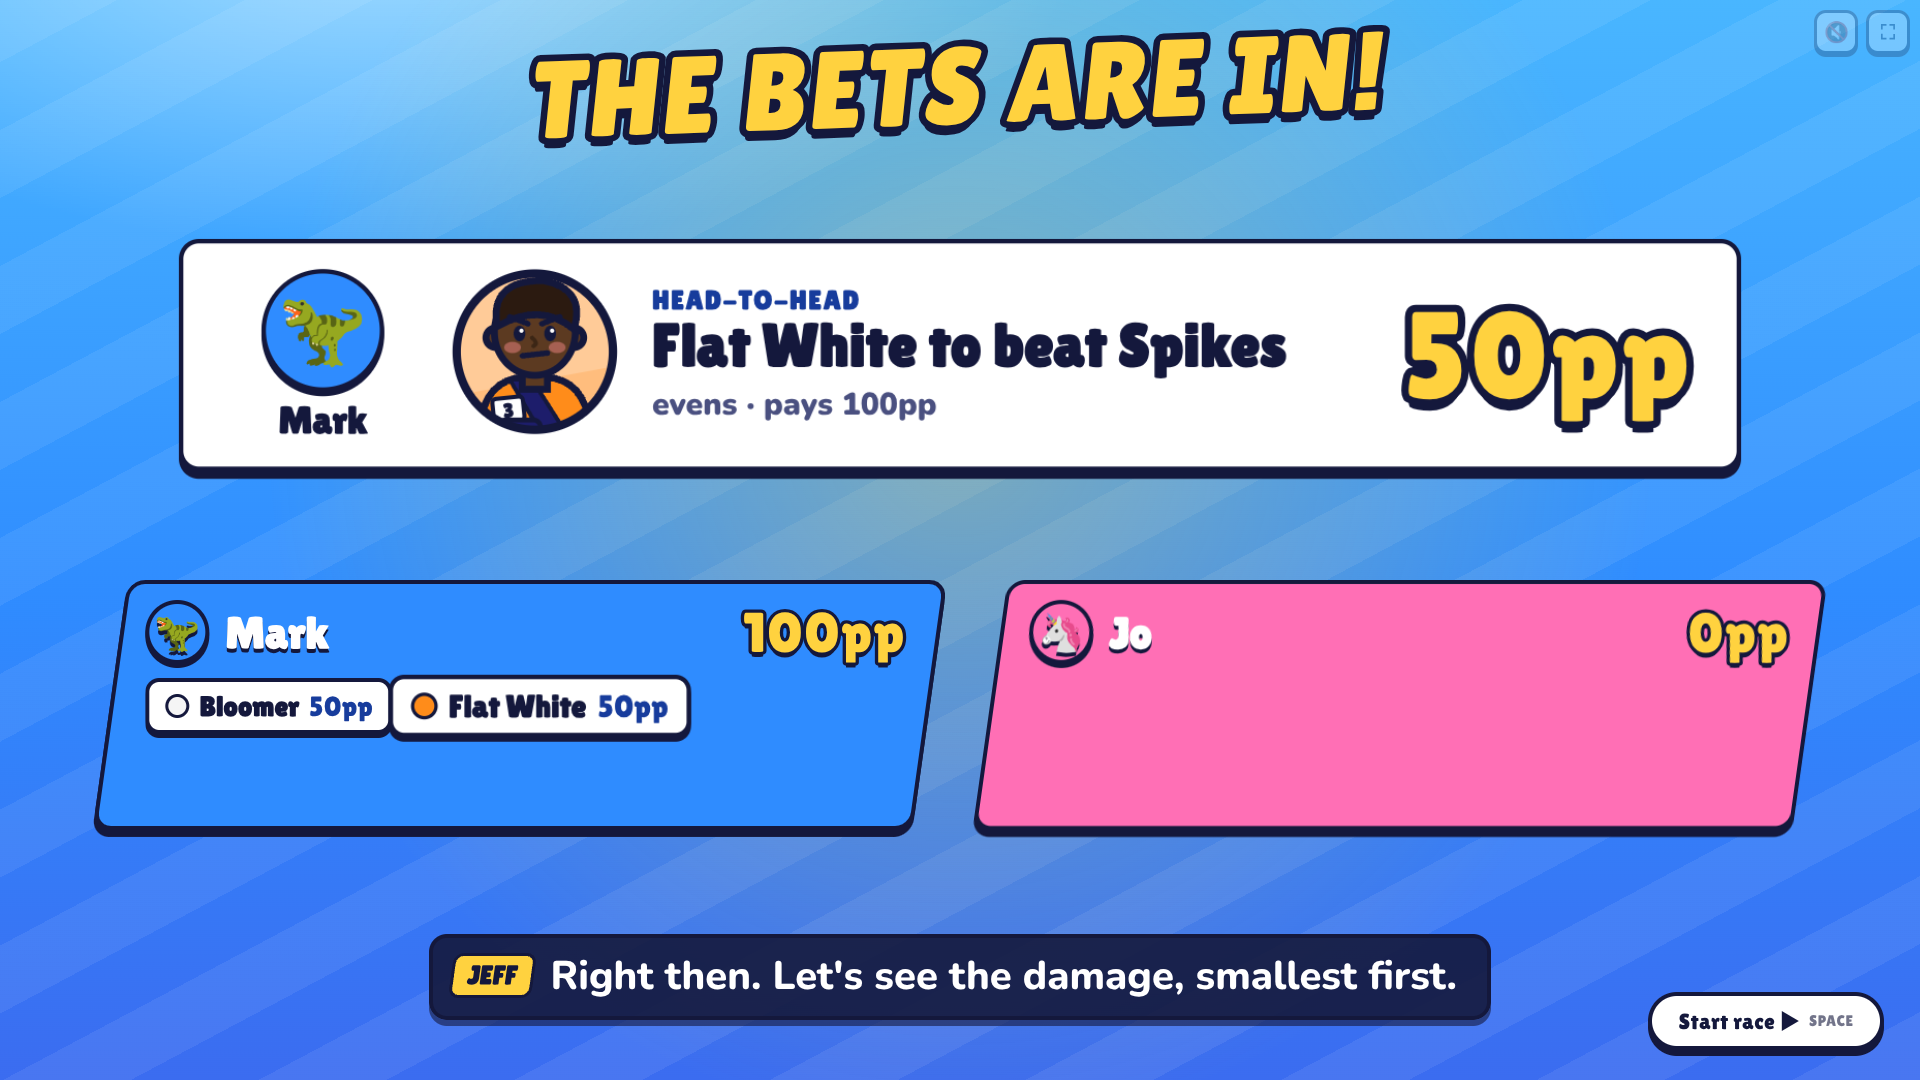 THE BETS ARE IN!
HEAD-TO-HEAD
Flat White to beat Spikes
evens · pays 100pp
50pp
3
Mark
Mark
100pp
Bloomer 50pp
Flat White 50pp
Jo
0pp
JEFF Right then. Let's see the damage, smallest first.
Start race ▶ SPACE